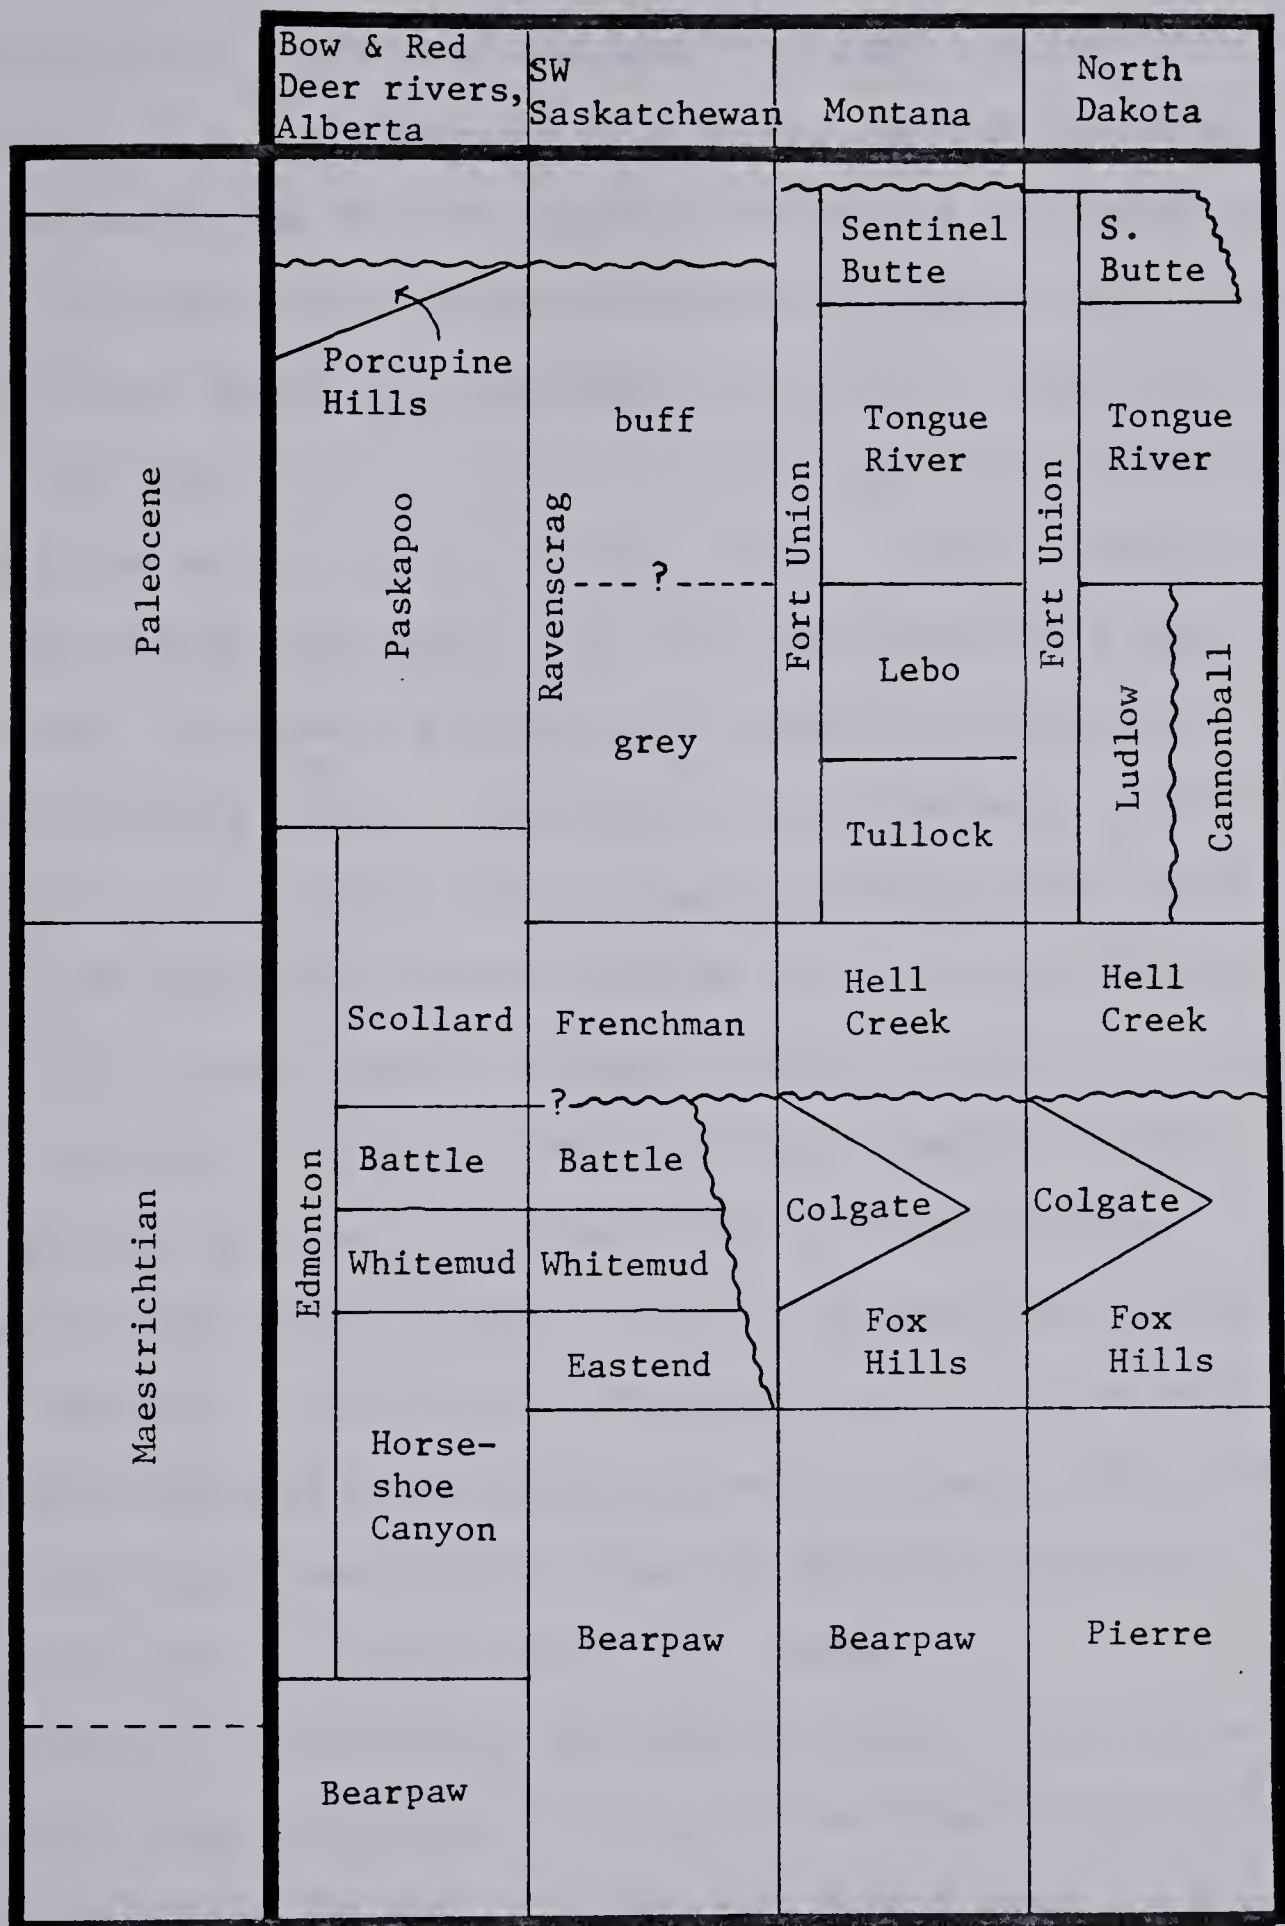 Bow & Red
Deer rivers,
Alberta
SW
Saskatchewan
Montana
North
Dakota
Paleocene
Maestrichtian
Porcupine
Hills
Paskapoo
Edmonton
Scollard
Battle
Whitemud
Horse-
shoe
Canyon
Bearpaw
Ravenscrag
buff
?
grey
Frenchman
?
Battle
Whitemud
Eastend
Bearpaw
Fort Union
Sentinel
Butte
Tongue
River
Lebo
Tullock
Hell
Creek
Colgate
Fox
Hills
Bearpaw
Fort Union
S.
Butte
Tongue
River
Ludlow
Cannonball
Hell
Creek
Colgate
Fox
Hills
Pierre